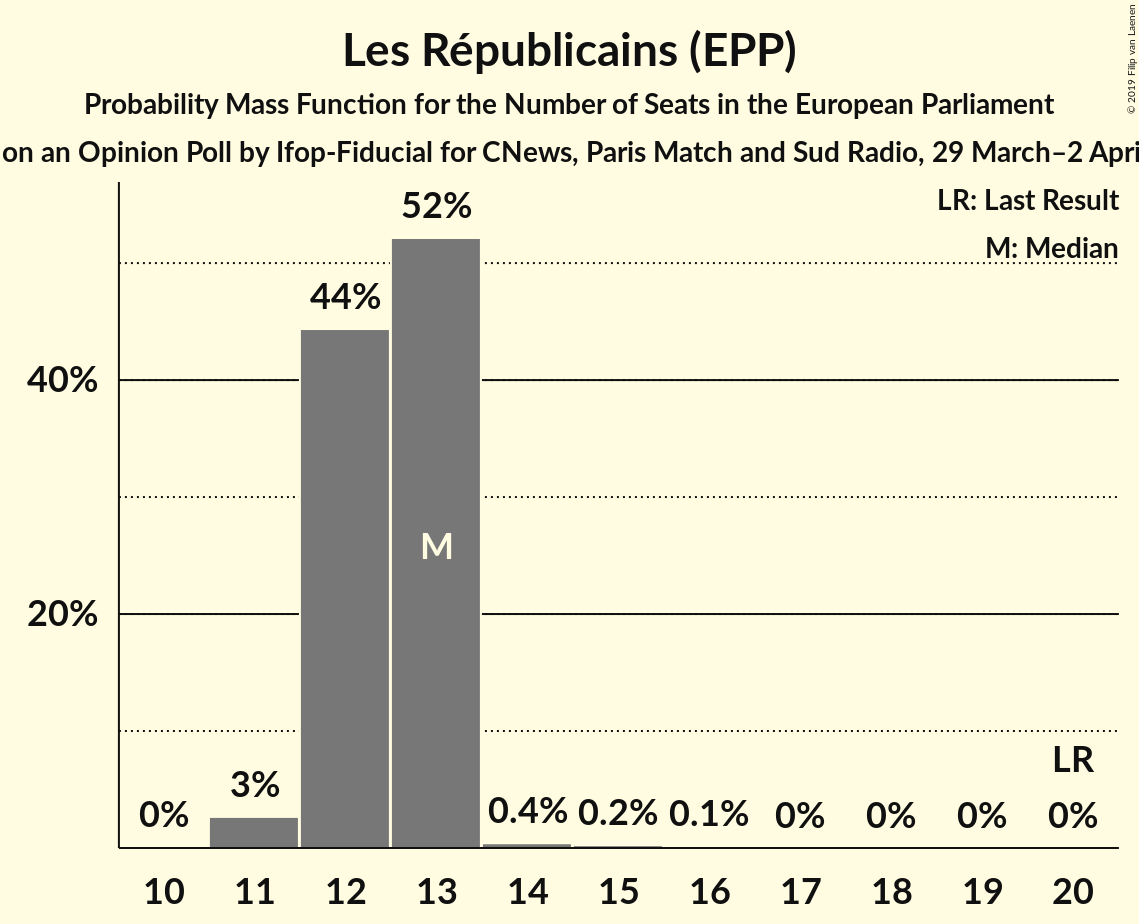 Les Républicains (EPP)
Probability Mass Function for the Number of Seats in the European Parliament
on an Opinion Poll by Ifop-Fiducial for CNews, Paris Match and Sud Radio, 29 March–2 Apri
© 2019 Filip van Laenen
LR: Last Result
M: Median
52%
44%
40%
M
20%
LR
3%
0% 0.4% 0.2% 0.1% 0% 0% 0% 0%
10 11 12 13 14 15 16 17 18 19 20